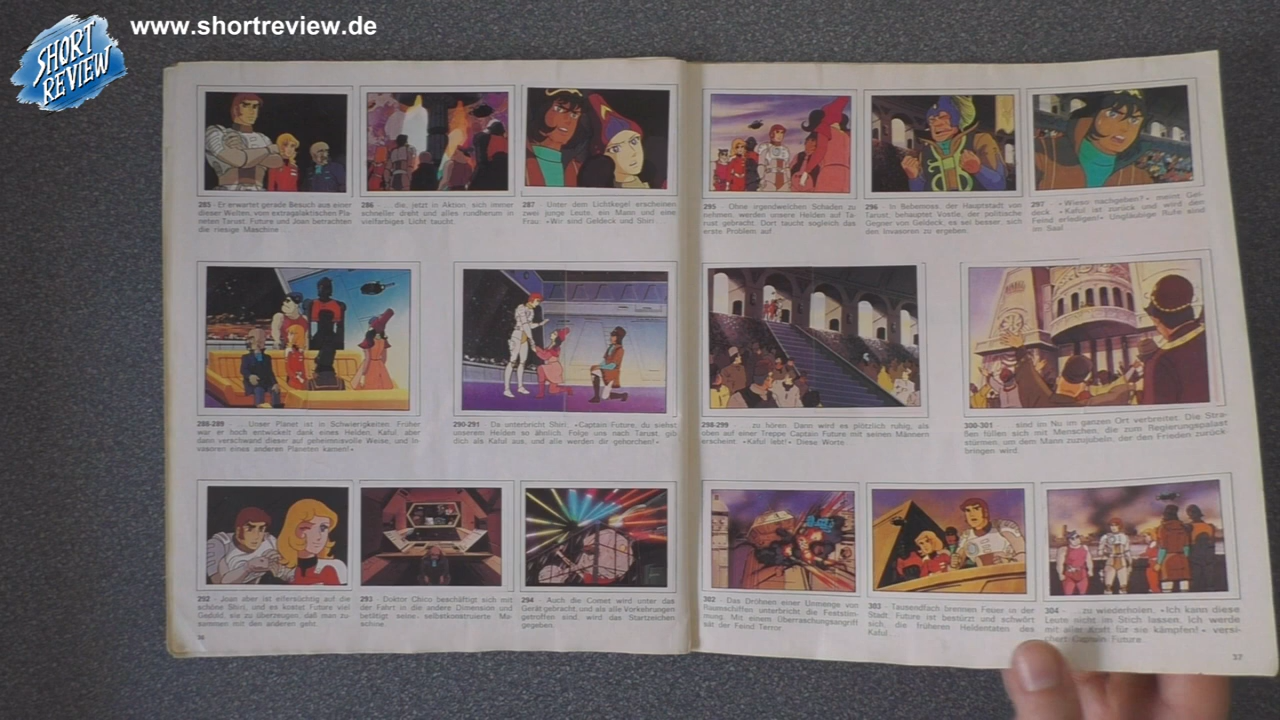 www.shortreview.de
SHORT
REVIEW
285 - Er erwartet gerade Besuch aus einer
dieser Welten, vom extragalaktischen Pla-
neten Tarust. Future und Joan betrachten
die riesige Maschine ...
286 - ... die, jetzt in Aktion, sich immer
schneller dreht und alles rundherum in
vielfarbiges Licht taucht.
287 - Unter dem Lichtkegel erscheinen
zwei junge Leute, ein Mann und eine
Frau. «Wir sind Geldeck und Shiri ...
288-289 - ... Unser Planet ist in Schwierigkeiten. Früher
war er hoch entwickelt dank eines Helden, Kaful, aber
dann verschwand dieser auf geheimnisvolle Weise, und In-
vasoren eines anderen Planeten kamen!»
290-291 - Da unterbricht Shiri: «Captain Future, du siehst
unserem Helden so ähnlich. Folge uns nach Tarust, gib
dich als Kaful aus, und alle werden dir gehorchen!»
292 - Joan aber ist eifersüchtig auf die
schöne Shiri, und es kostet Future viel
Geduld, sie zu überzeugen, daß man zu-
sammen mit den anderen geht.
293 - Doktor Chico beschäftigt sich mit
der Fahrt in die andere Dimension und
betätigt seine selbstkonstruierte Ma-
schine.
294 - Auch die Comet wird unter das
Gerät gebracht, und als alle Vorkehrungen
getroffen sind, wird das Startzeichen
gegeben.
36
295 - Ohne irgendwelchen Schaden zu
nehmen, werden unsere Helden auf Ta-
rust gebracht. Dort taucht sogleich das
erste Problem auf.
296 - In Bebemoss, der Hauptstadt von
Tarust, behauptet Vostle, der politische
Gegner von Geldeck, es sei besser, sich
den Invasoren zu ergeben.
297 - «Wieso nachgeben?» meint Gel-
deck. «Kaful ist zurück und wird den
Feind erledigen!» Ungläubige Rufe sind
im Saal ...
298-299 - ... zu hören. Dann wird es plötzlich ruhig, als
oben auf einer Treppe Captain Future mit seinen Männern
erscheint. «Kaful lebt!» Diese Worte ...
300-301 - ... sind im Nu im ganzen Ort verbreitet. Die Stra-
ßen füllen sich mit Menschen, die zum Regierungspalast
stürmen, um dem Mann zuzujubeln, der den Frieden zurück-
bringen wird.
302 - Das Dröhnen einer Unmenge von
Raumschiffen unterbricht die Feststim-
mung. Mit einem Überraschungsangriff
sät der Feind Terror.
303 - Tausendfach brennen Feuer in der
Stadt. Future ist bestürzt und schwört
sich, die früheren Heldentaten des
Kaful ...
304 - ... zu wiederholen. «Ich kann diese
Leute nicht im Stich lassen. Ich werde
mit aller Kraft für sie kämpfen!» versi-
chert Captain Future.
37